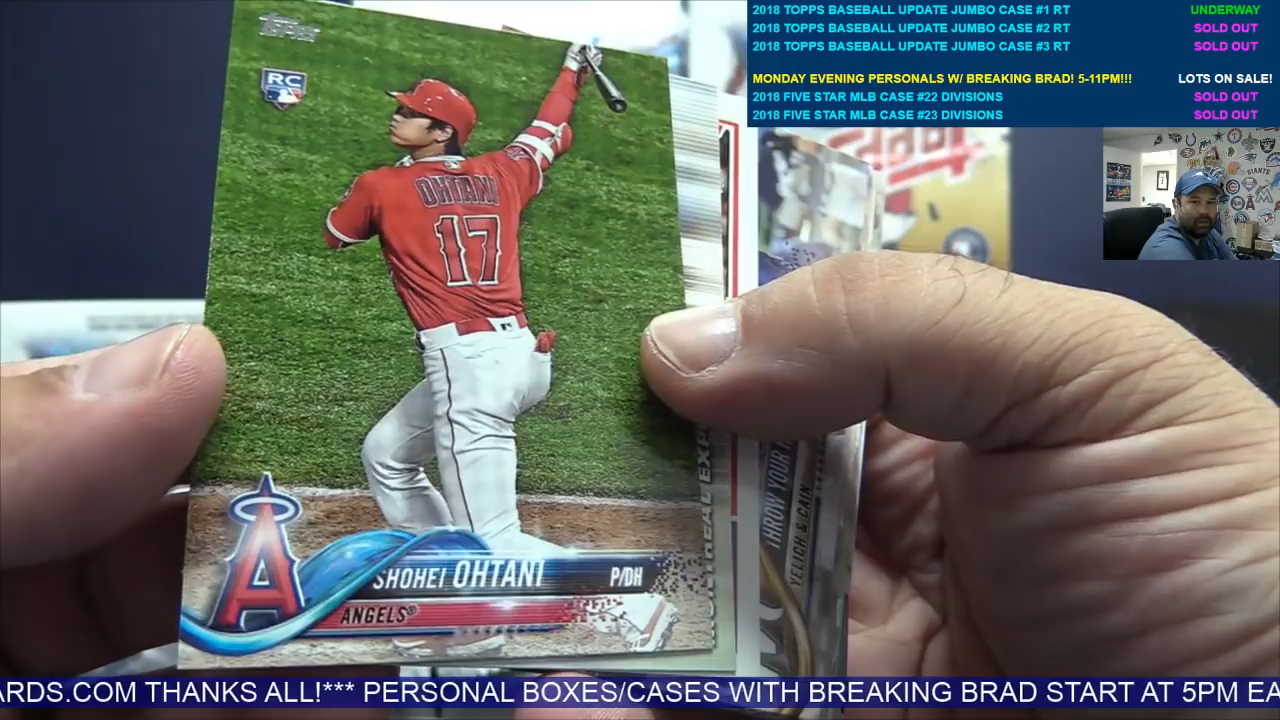 2018 TOPPS BASEBALL UPDATE JUMBO CASE #1 RT UNDERWAY
2018 TOPPS BASEBALL UPDATE JUMBO CASE #2 RT SOLD OUT
2018 TOPPS BASEBALL UPDATE JUMBO CASE #3 RT SOLD OUT
MONDAY EVENING PERSONALS W/ BREAKING BRAD! 5-11PM!!! LOTS ON SALE!
2018 FIVE STAR MLB CASE #22 DIVISIONS SOLD OUT
2018 FIVE STAR MLB CASE #23 DIVISIONS SOLD OUT
TOPPS
RC
topps
GIANTS
OHTANI
17
REAL EXP
THROW YOUR
YELICH & CAIN
A
SHOHEI OHTANI P/DH
ANGELS®
ARDS.COM THANKS ALL!*** PERSONAL BOXES/CASES WITH BREAKING BRAD START AT 5PM EA